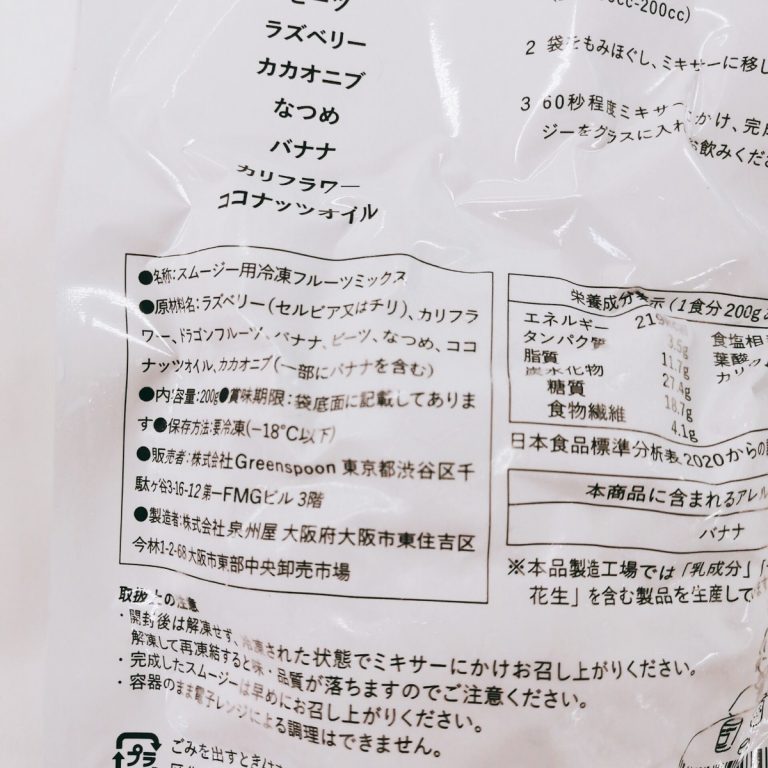 ラズベリー
カカオニブ
なつめ
バナナ
カリフラワー
ココナッツオイル
-200cc)
2 袋をもみほぐし、ミキサーに移し
3 60秒程度ミキサー かけ、完
ジーをグラスに入れ お飲みくだ
●名称:スムージー用冷凍フルーツミックス
●原材料名:ラズベリー(セルビア又はチリ)、カリフラ
ワー、ドラゴンフルーツ、バナナ、ビーツ、なつめ、ココ
ナッツオイル、カカオニブ(一部にバナナを含む)
●内容量:200g●賞味期限:袋底面に記載してありま
す●保存方法:要冷凍(-18℃以下)
●販売者:株式会社Greenspoon 東京都渋谷区千
駄ヶ谷3-16-12 第一FMGビル 3階
●製造者:株式会社 泉州屋 大阪府大阪市東住吉区
今林1-2-68 大阪市東部中央卸売市場
栄養成分表示(1食分200g
エネルギー 219kcal 食塩相
タンパク質 3.5g 葉酸
脂質 11.7g カリ
炭水化物 27.4g
糖質 18.7g
食物繊維 4.1g
日本食品標準分析表2020からの
本商品に含まれるアレル
バナナ
※本品製造工場では「乳成分」「
花生」を含む製品を生産して
取扱上の注意
・開封後は解凍せず、冷凍された状態でミキサーにかけお召し上がりください。
解凍して再凍結すると味・品質が落ちますのでご注意ください。
・完成したスムージーは早めにお召し上がりください。
・容器のまま電子レンジによる調理はできません。
プラ
ごみを出すときは